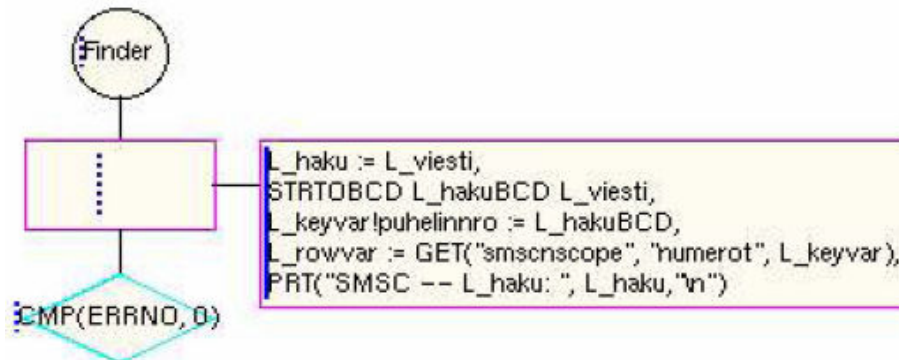 Finder
L_haku := L_viesti,
STRTOBCD L_hakuBCD L_viesti,
L_keyvar!puhelinnnro := L_hakuBCD,
L_rowvar := GET("smscnscope", "numerot", L_keyvar),
PRT("SMSC -- L_haku: ", L_haku,"\n")
CMP(ERRNO, 0)